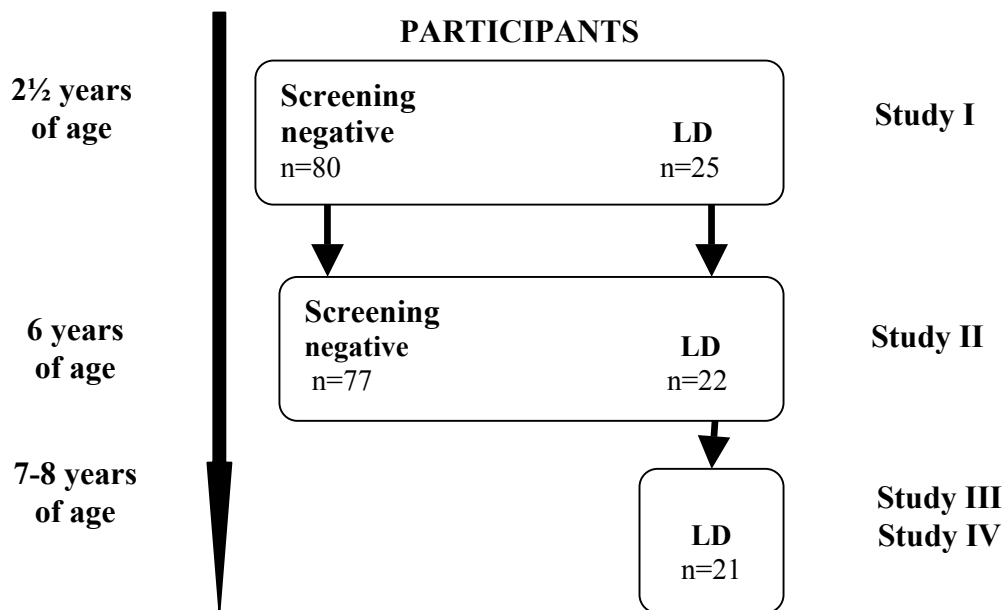 PARTICIPANTS
2½ years
of age
Screening
negative
n=80
LD
n=25
Study I
6 years
of age
Screening
negative
n=77
LD
n=22
Study II
7-8 years
of age
LD
n=21
Study III
Study IV